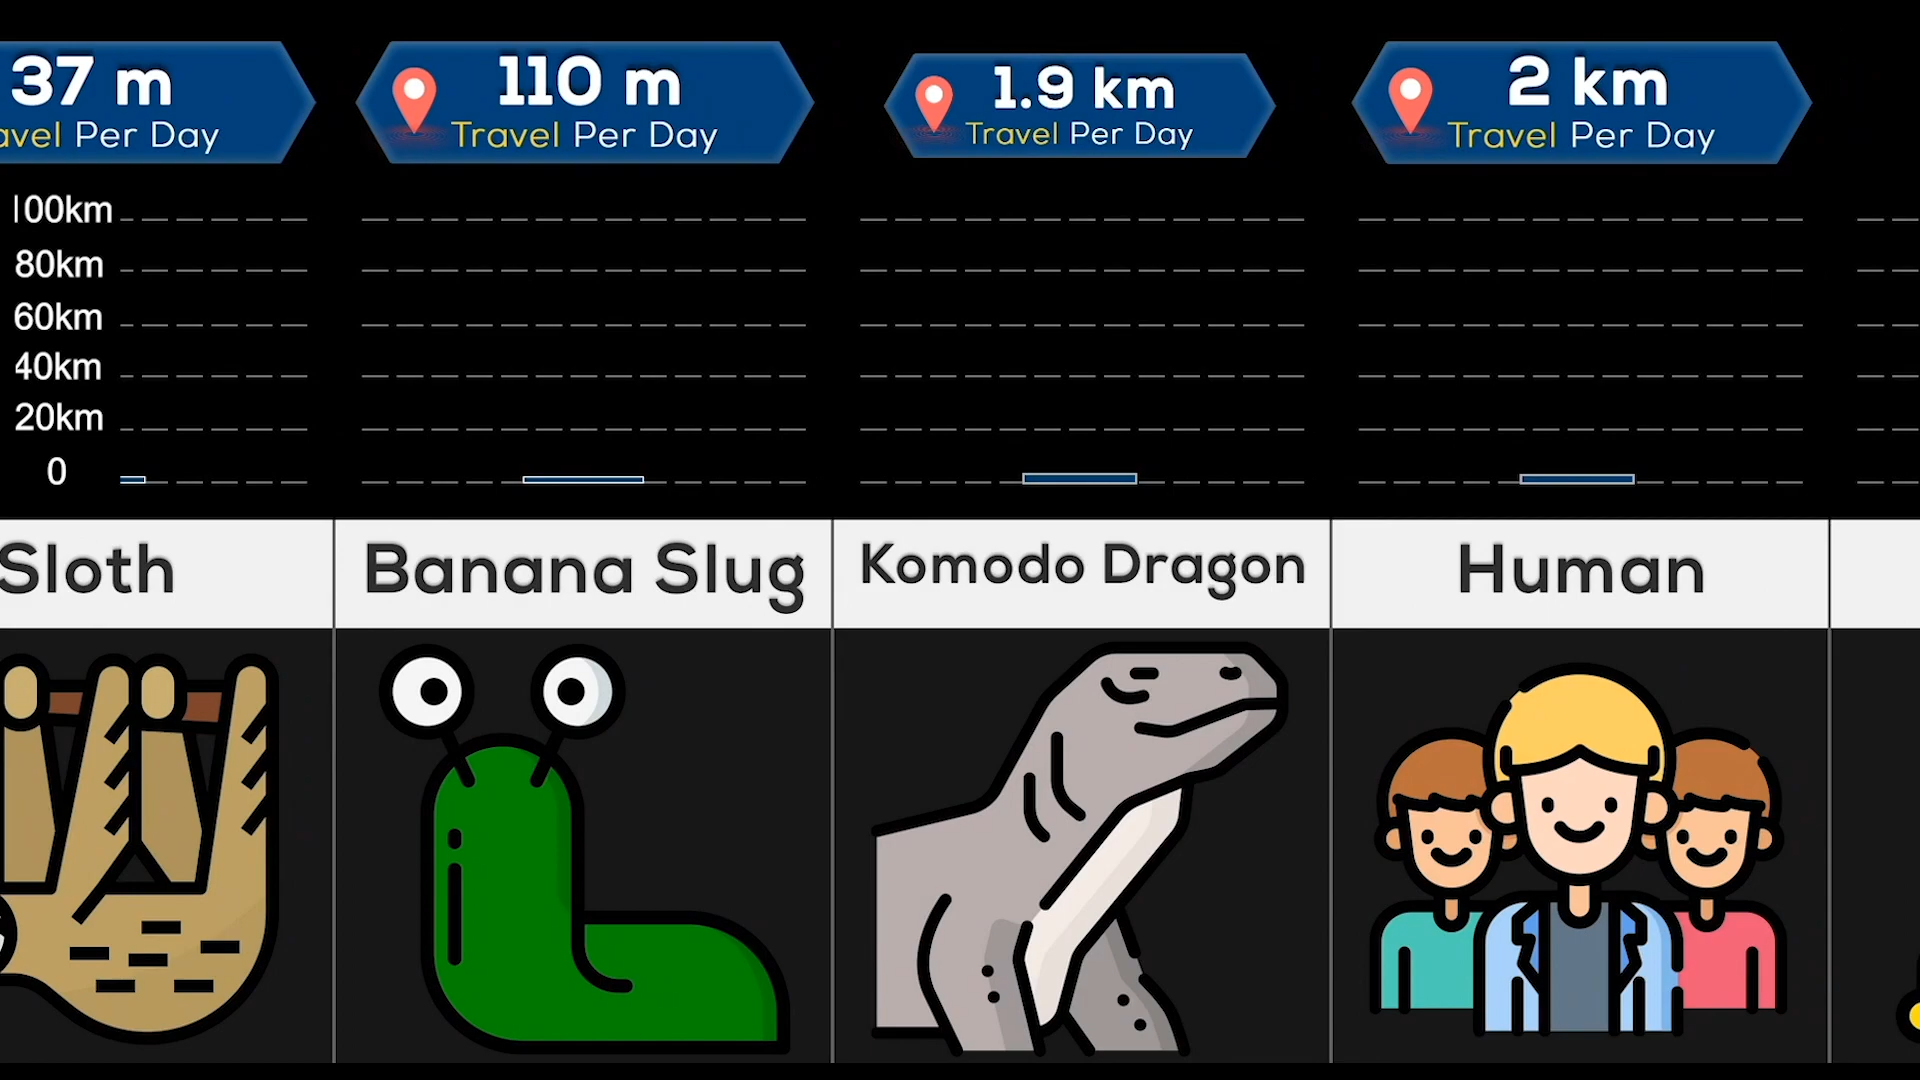 37 m
avel Per Day
110 m
Travel Per Day
1.9 km
Travel Per Day
2 km
Travel Per Day
100km
80km
60km
40km
20km
0
Sloth
Banana Slug
Komodo Dragon
Human